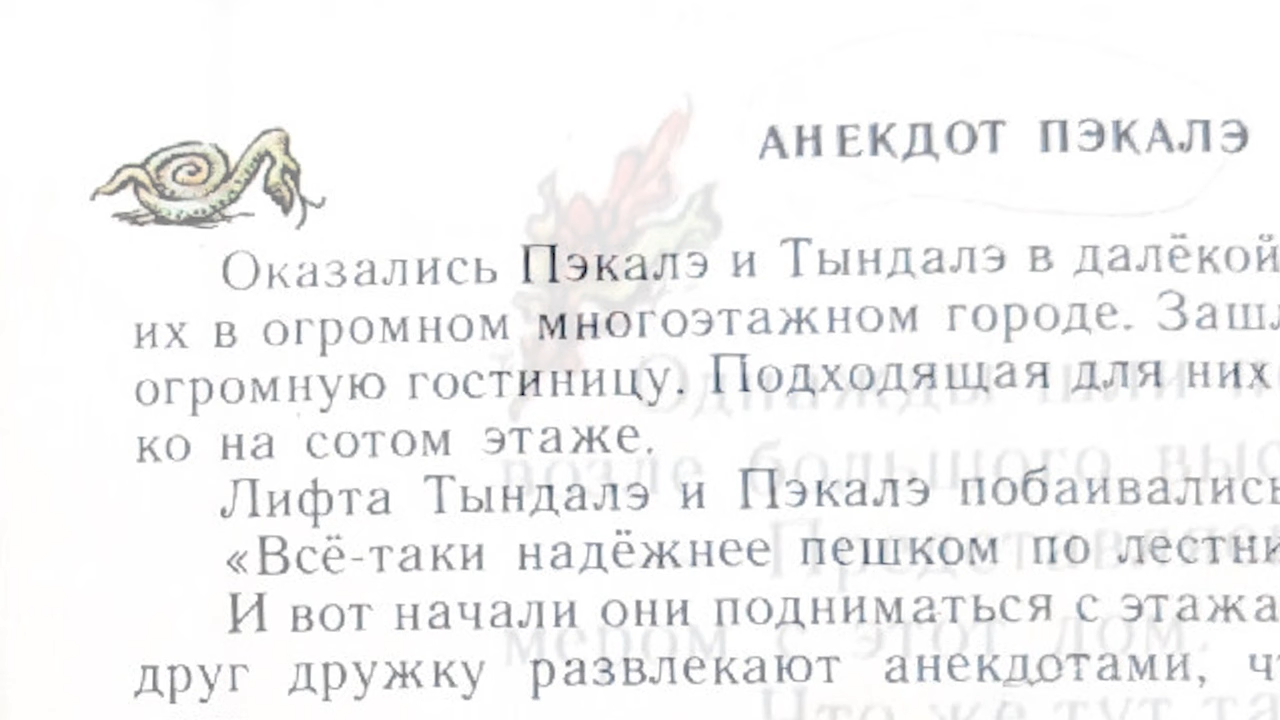 АНЕКДОТ ПЭКАЛЭ
Оказались Пэкалэ и Тындалэ в далёкой
их в огромном многоэтажном городе. Зашл
огромную гостиницу. Подходящая для них
ко на сотом этаже.
Лифта Тындалэ и Пэкалэ побаивались
«Всё-таки надёжнее пешком по лестни
И вот начали они подниматься с этажа
друг дружку развлекают анекдотами, чт